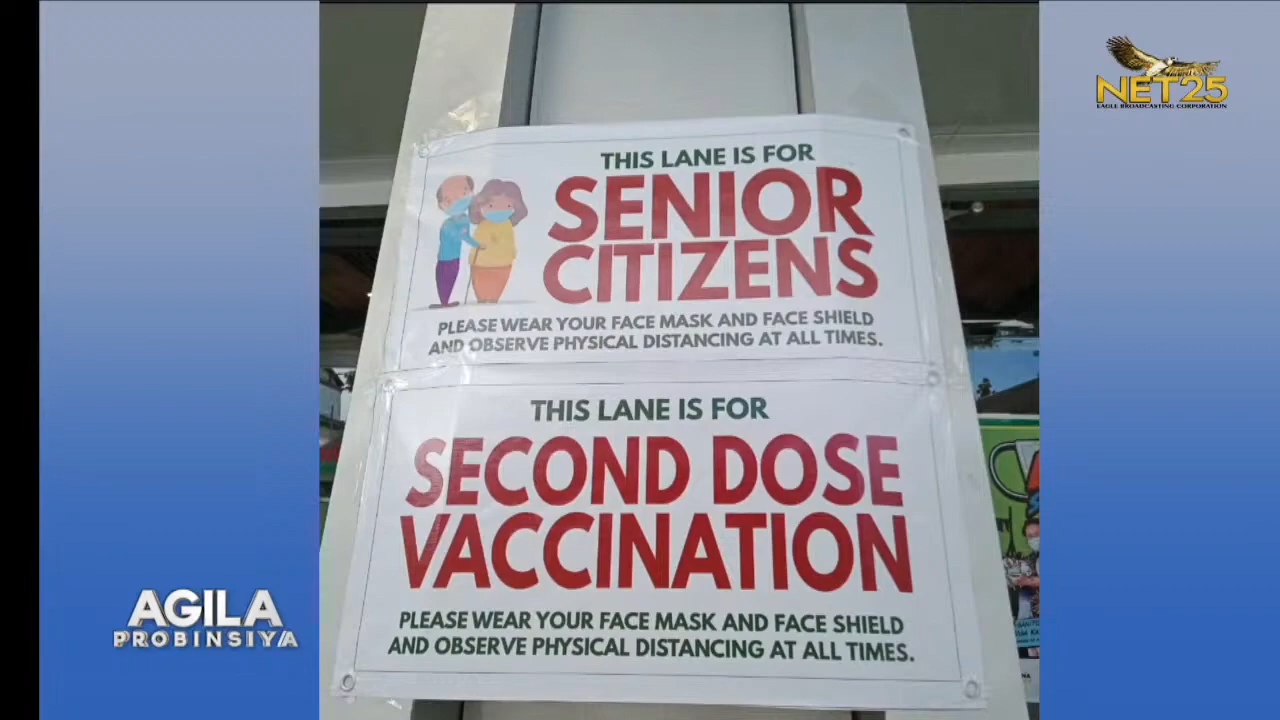 NET25
EAGLE BROADCASTING CORPORATION
THIS LANE IS FOR
SENIOR
CITIZENS
PLEASE WEAR YOUR FACE MASK AND FACE SHIELD
AND OBSERVE PHYSICAL DISTANCING AT ALL TIMES.
THIS LANE IS FOR
SECOND DOSE
VACCINATION
PLEASE WEAR YOUR FACE MASK AND FACE SHIELD
AND OBSERVE PHYSICAL DISTANCING AT ALL TIMES.
AGILA
PROBINSIYA